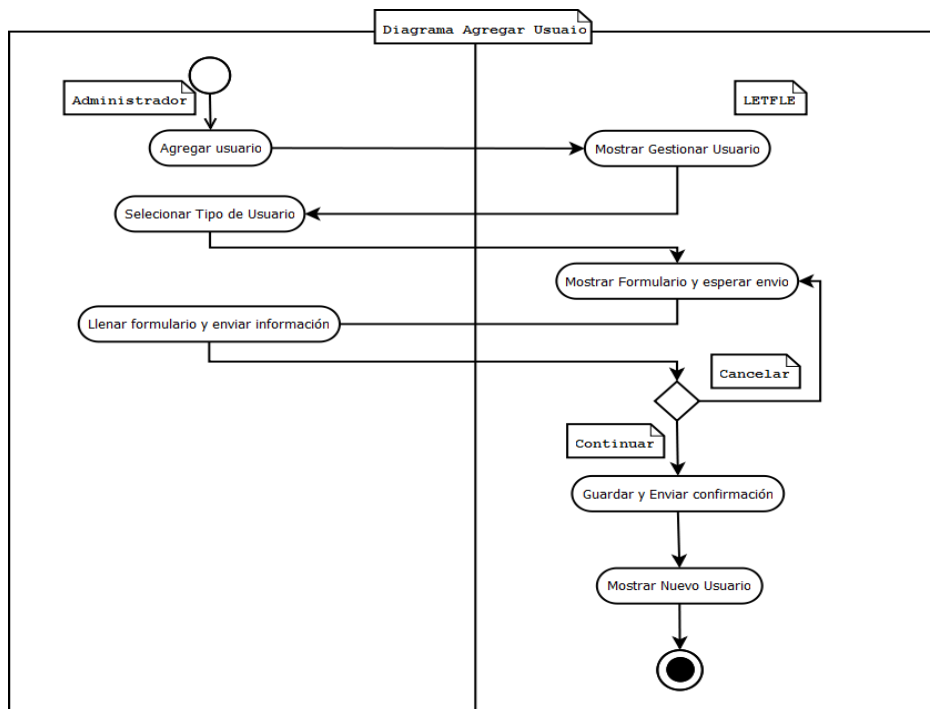 Diagrama Agregar Usuaio
Administrador
LETFLE
Agregar usuario
Mostrar Gestionar Usuario
Selecionar Tipo de Usuario
Mostrar Formulario y esperar envio
Llenar formulario y enviar información
Cancelar
Continuar
Guardar y Enviar confirmación
Mostrar Nuevo Usuario